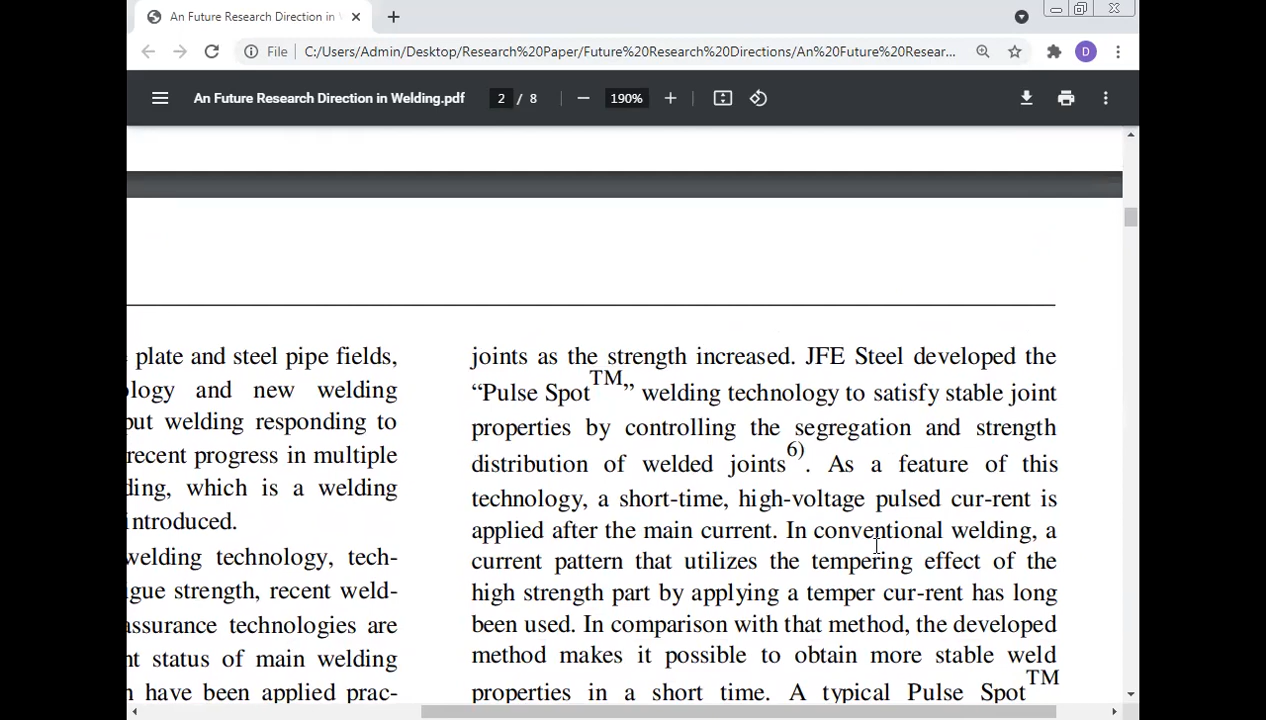 An Future Research Direction in
File C:/Users/Admin/Desktop/Research%20Paper/Future%20Research%20Directions/An%20Future%20Resear... D
An Future Research Direction in Welding.pdf 2 / 8 190%
plate and steel pipe fields,
ology and new welding
put welding responding to
recent progress in multiple
ding, which is a welding
introduced.
welding technology, tech-
igue strength, recent weld-
assurance technologies are
nt status of main welding
n have been applied prac-
joints as the strength increased. JFE Steel developed the
“Pulse Spot™” welding technology to satisfy stable joint
properties by controlling the segregation and strength
distribution of welded joints6). As a feature of this
technology, a short-time, high-voltage pulsed cur-rent is
applied after the main current. In conventional welding, a
current pattern that utilizes the tempering effect of the
high strength part by applying a temper cur-rent has long
been used. In comparison with that method, the developed
method makes it possible to obtain more stable weld
properties in a short time. A typical Pulse Spot™